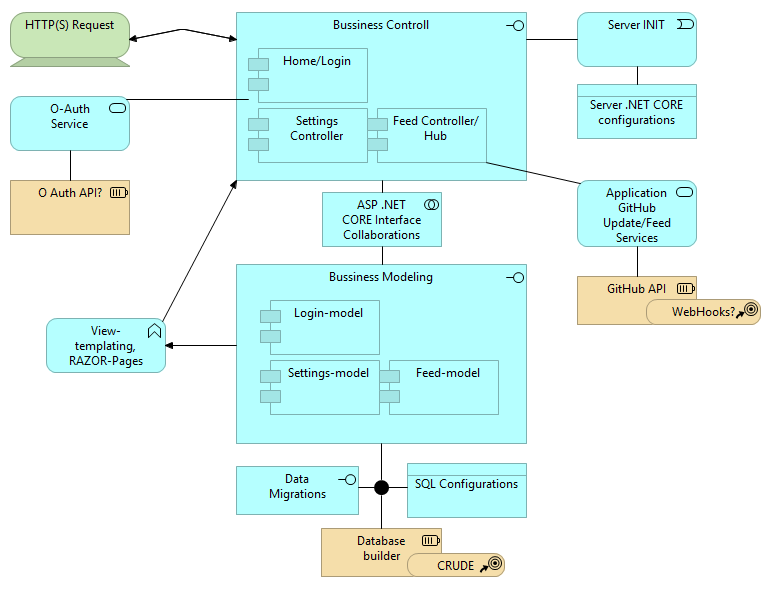 HTTP(S) Request
Bussiness Controll
Server INIT
Home/Login
O-Auth
Service
Server .NET CORE
configurations
Settings
Controller
Feed Controller/
Hub
O Auth API?
ASP .NET
CORE Interface
Collaborations
Application
GitHub
Update/Feed
Services
Bussiness Modeling
GitHub API
WebHooks?
Login-model
View-
templating,
RAZOR-Pages
Settings-model
Feed-model
Data
Migrations
SQL Configurations
Database
builder
CRUDE